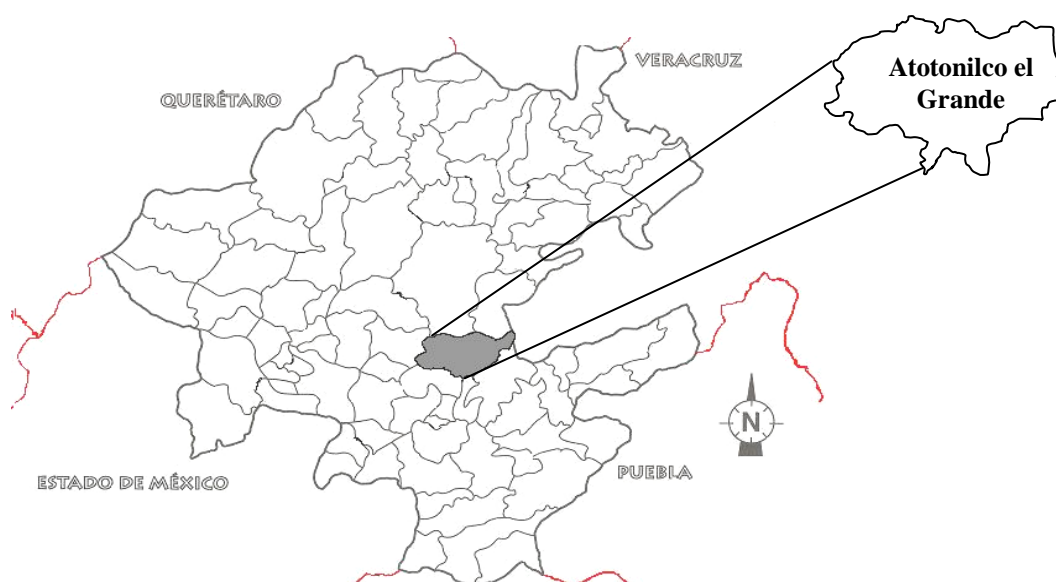 VERACRUZ
Atotonilco el
Grande
QUERÉTARO
N
ESTADO DE MÉXICO
PUEBLA